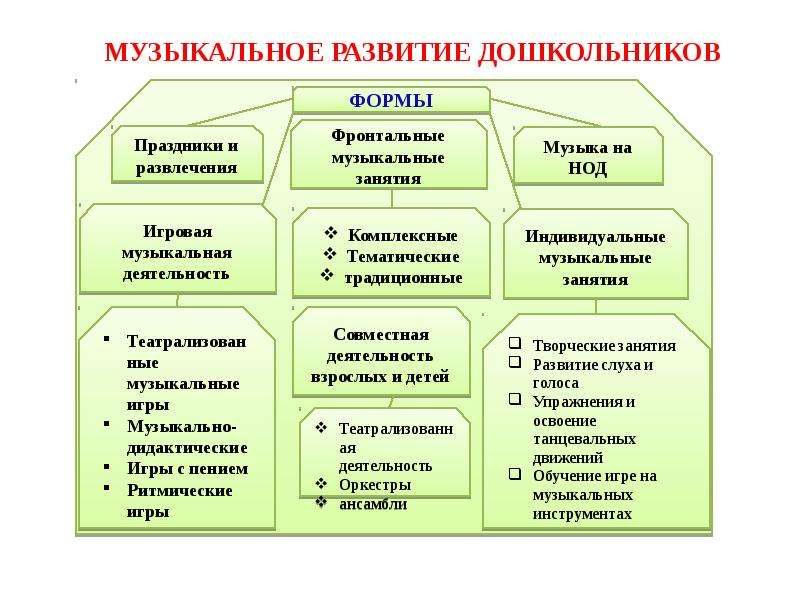 МУЗЫКАЛЬНОЕ РАЗВИТИЕ ДОШКОЛЬНИКОВ
ФОРМЫ
Праздники и
развлечения
Фронтальные
музыкальные
занятия
Музыка на
НОД
Игровая
музыкальная
деятельность
Комплексные
Тематические
традиционные
Индивидуальные
музыкальные
занятия
Театрализован
ные
музыкальные
игры
Музыкально-
дидактические
Игры с пением
Ритмические
игры
Совместная
деятельность
взрослых и детей
Театрализованн
ая
деятельность
Оркестры
ансамбли
Творческие занятия
Развитие слуха и
голоса
Упражнения и
освоение
танцевальных
движений
Обучение игре на
музыкальных
инструментах